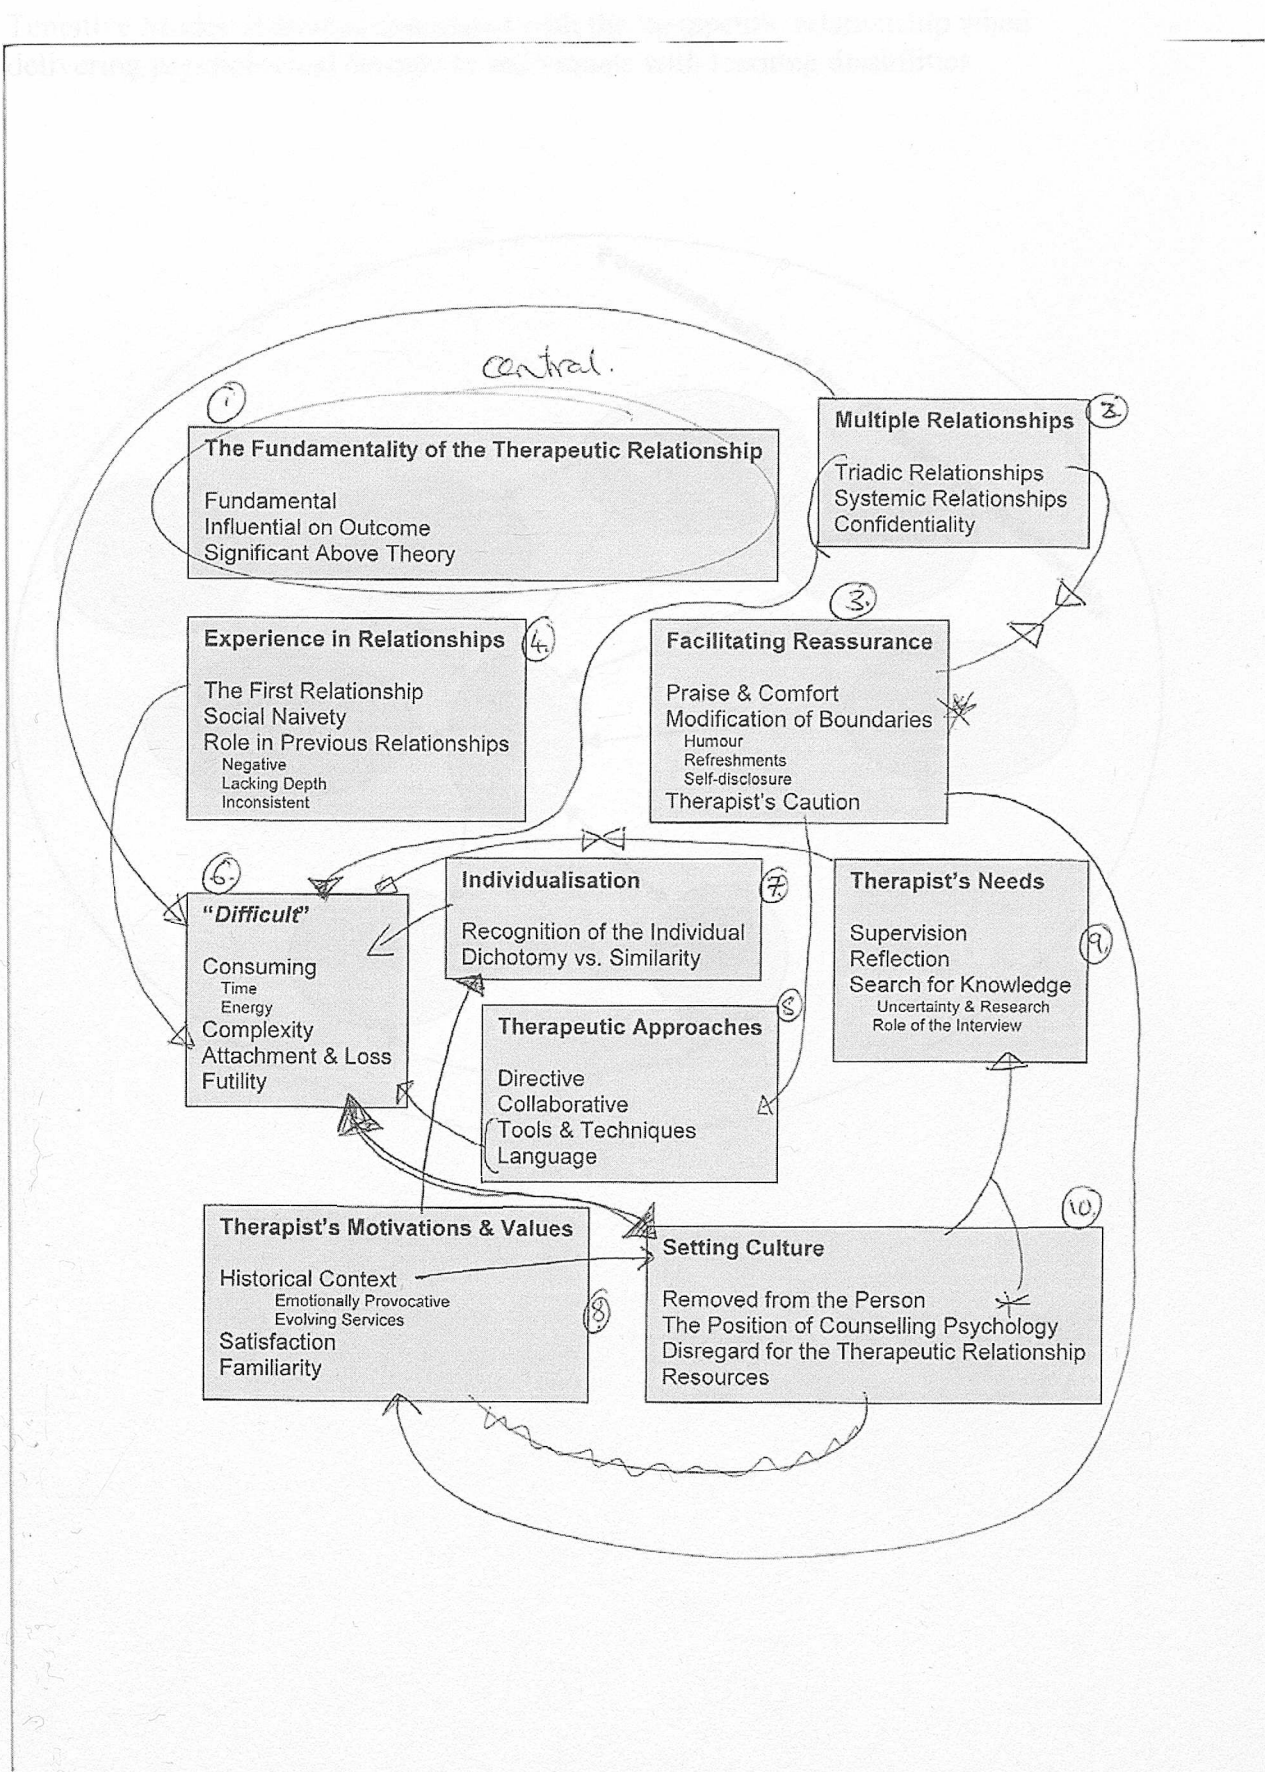 central.
1.
The Fundamentality of the Therapeutic Relationship
Fundamental
Influential on Outcome
Significant Above Theory
2.
Multiple Relationships
Triadic Relationships
Systemic Relationships
Confidentiality
4.
Experience in Relationships
The First Relationship
Social Naivety
Role in Previous Relationships
Negative
Lacking Depth
Inconsistent
3.
Facilitating Reassurance
Praise & Comfort
Modification of Boundaries
Humour
Refreshments
Self-disclosure
Therapist's Caution
6.
“Difficult”
Consuming
Time
Energy
Complexity
Attachment & Loss
Futility
7.
Individualisation
Recognition of the Individual
Dichotomy vs. Similarity
9.
Therapist's Needs
Supervision
Reflection
Search for Knowledge
Uncertainty & Research
Role of the Interview
Therapeutic Approaches
Directive
Collaborative
Tools & Techniques
Language
8.
Therapist's Motivations & Values
Historical Context
Emotionally Provocative
Evolving Services
Satisfaction
Familiarity
10.
Setting Culture
Removed from the Person
The Position of Counselling Psychology
Disregard for the Therapeutic Relationship
Resources